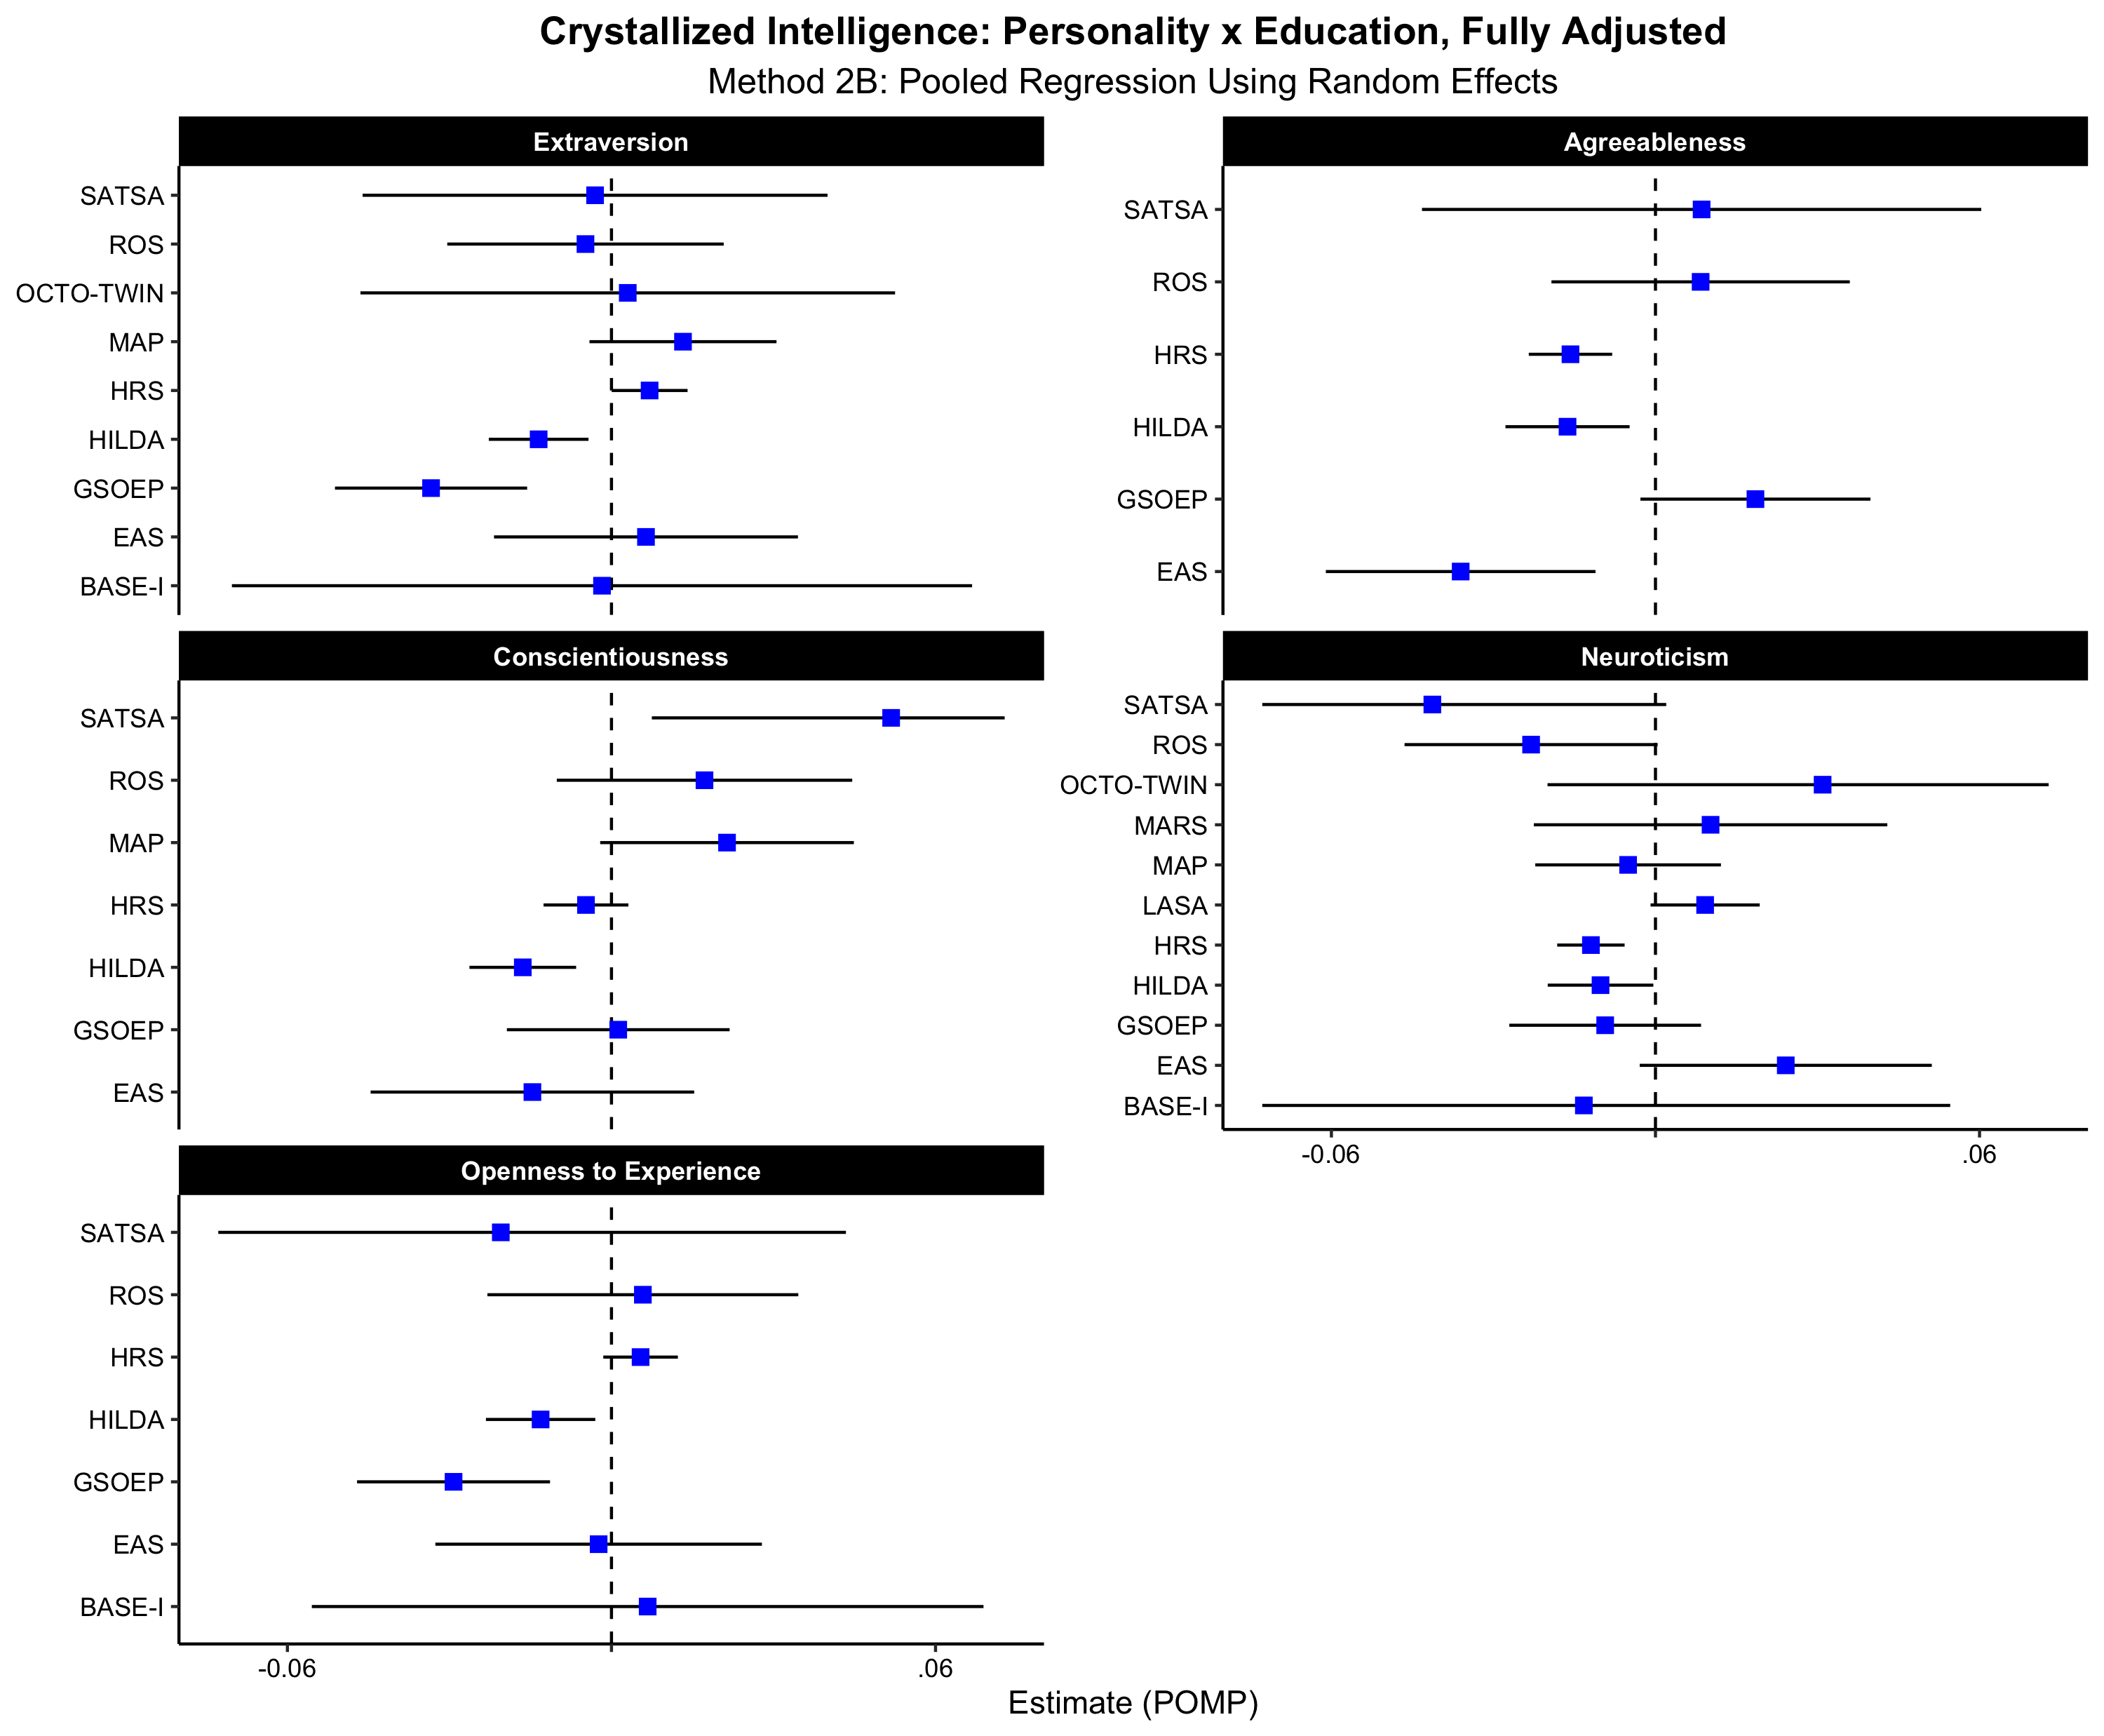 Crystallized Intelligence: Personality x Education, Fully Adjusted
Method 2B: Pooled Regression Using Random Effects
Extraversion
SATSA
ROS
OCTO-TWIN
MAP
HRS
HILDA
GSOEP
EAS
BASE-I
Agreeableness
SATSA
ROS
HRS
HILDA
GSOEP
EAS
Conscientiousness
SATSA
ROS
MAP
HRS
HILDA
GSOEP
EAS
Neuroticism
SATSA
ROS
OCTO-TWIN
MARS
MAP
LASA
HRS
HILDA
GSOEP
EAS
BASE-I
-0.06 .06
Openness to Experience
SATSA
ROS
HRS
HILDA
GSOEP
EAS
BASE-I
-0.06 .06
Estimate (POMP)